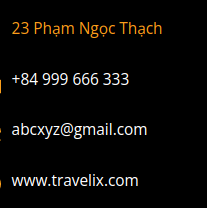 23 Phạm Ngọc Thạch
+84 999 666 333
abcxyz@gmail.com
www.travelix.com